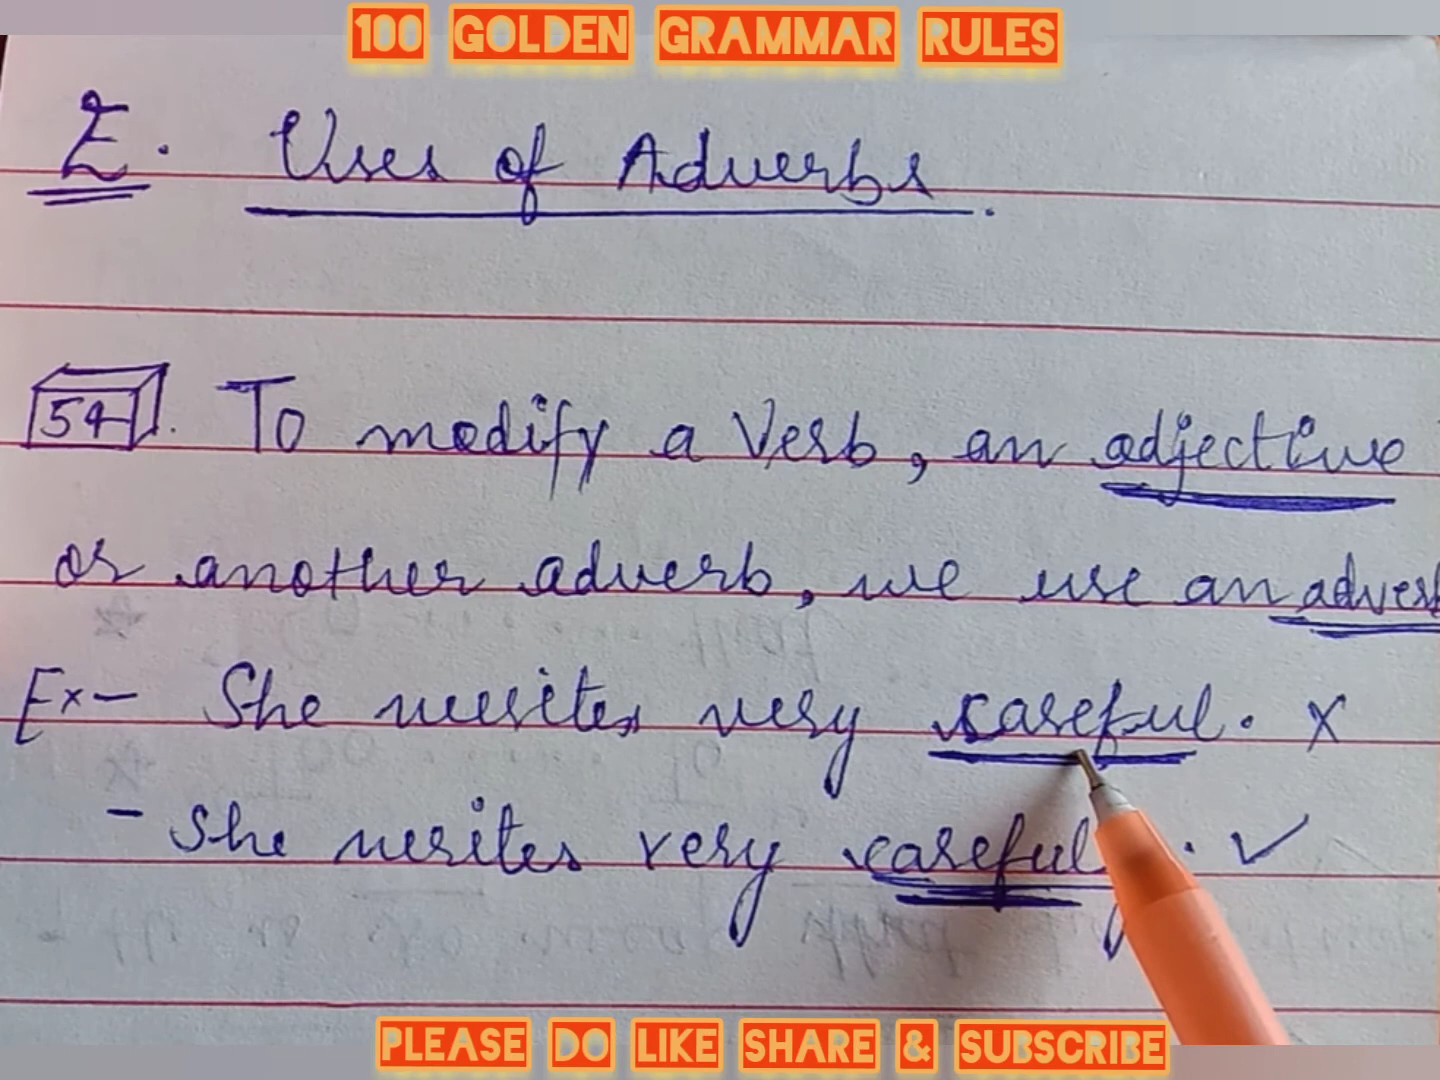 100 GOLDEN GRAMMAR RULES
E. Uses of Adverbs.
54. To modify a Verb, an adjective
or another adverb, we use an adverb
Ex- She writes very careful. x
- She writes very carefully. ✓
PLEASE DO LIKE SHARE & SUBSCRIBE